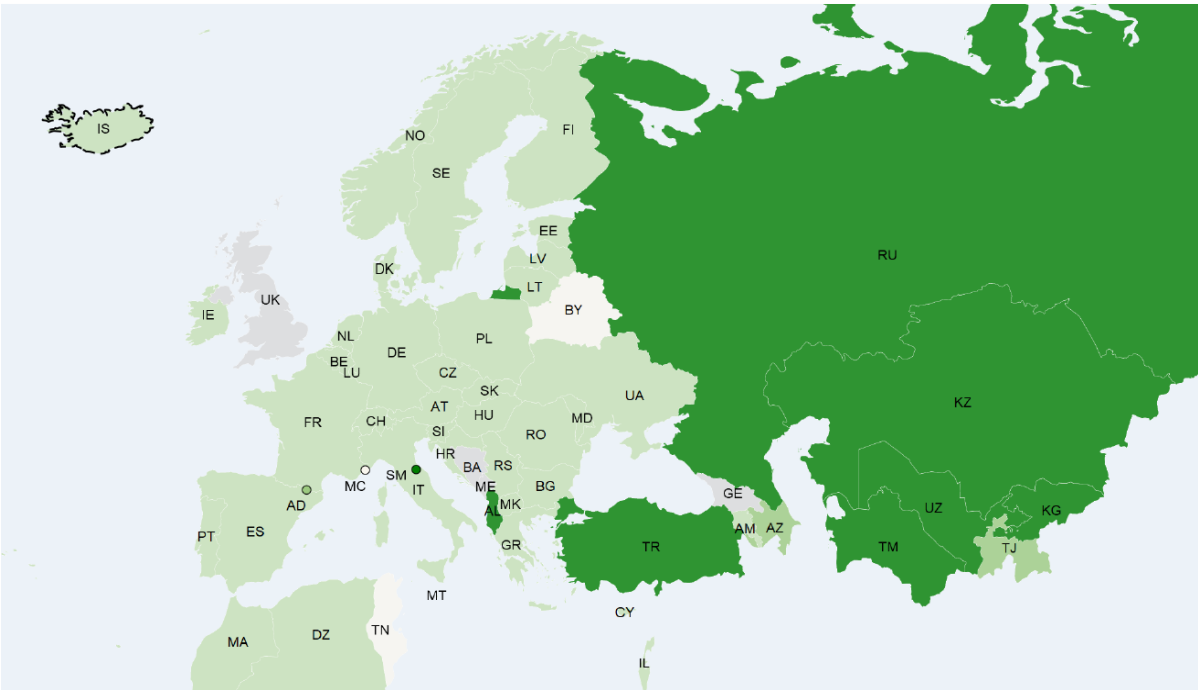 IS
NO
FI
SE
EE
RU
LV
DK
LT
UK
BY
IE
NL
PL
DE
BE
LU
CZ
SK
UA
KZ
AT
HU
MD
FR
CH
SI
RO
HR
BA
RS
SM
MC
IT
ME
BG
GE
AD
MK
AL
UZ
KG
ES
PT
AM
AZ
GR
TR
TM
TJ
MT
CY
TN
DZ
MA
IL